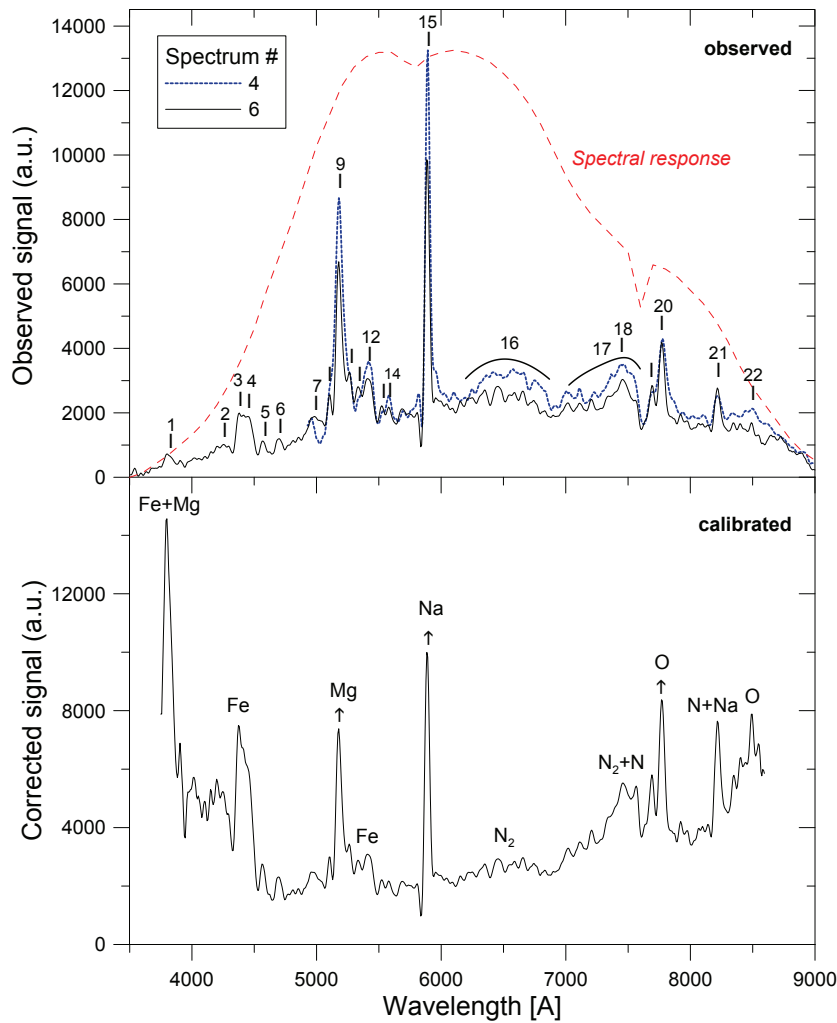 14000
12000
10000
8000
6000
4000
2000
0
Observed signal (a.u.)
Spectrum #
4
6
observed
Spectral response
1
2
3
4
5
6
7
9
12
14
15
16
17
18
20
21
22
12000
8000
4000
0
Corrected signal (a.u.)
calibrated
Fe+Mg
Fe
Mg
Fe
Na
N₂
N₂+N
O
N+Na
O
4000 5000 6000 7000 8000 9000
Wavelength [A]